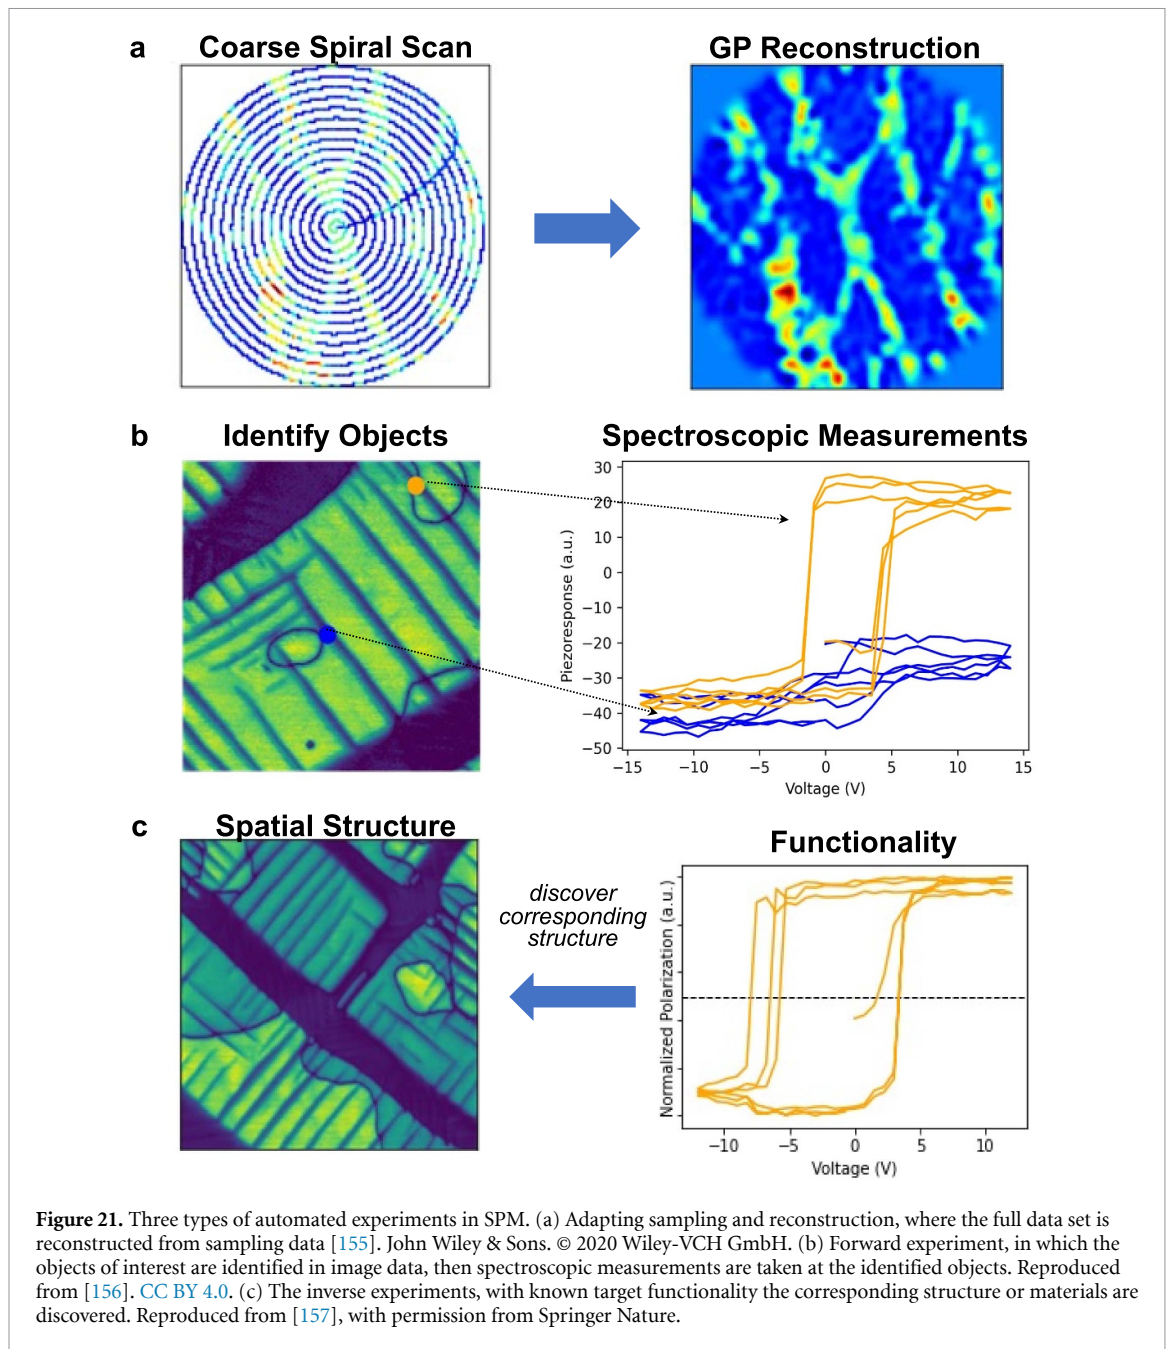 a
Coarse Spiral Scan
GP Reconstruction
b
Identify Objects
Spectroscopic Measurements
30
20
10
0
−10
−20
−30
−40
−50
Piezoresponse (a.u.)
−15 −10 −5 0 5 10 15
Voltage (V)
c
Spatial Structure
Functionality
discover
corresponding
structure
Normalized Polarization (a.u.)
−10 −5 0 5 10
Voltage (V)
Figure 21. Three types of automated experiments in SPM. (a) Adapting sampling and reconstruction, where the full data set is
reconstructed from sampling data [155]. John Wiley & Sons. © 2020 Wiley-VCH GmbH. (b) Forward experiment, in which the
objects of interest are identified in image data, then spectroscopic measurements are taken at the identified objects. Reproduced
from [156]. CC BY 4.0. (c) The inverse experiments, with known target functionality the corresponding structure or materials are
discovered. Reproduced from [157], with permission from Springer Nature.